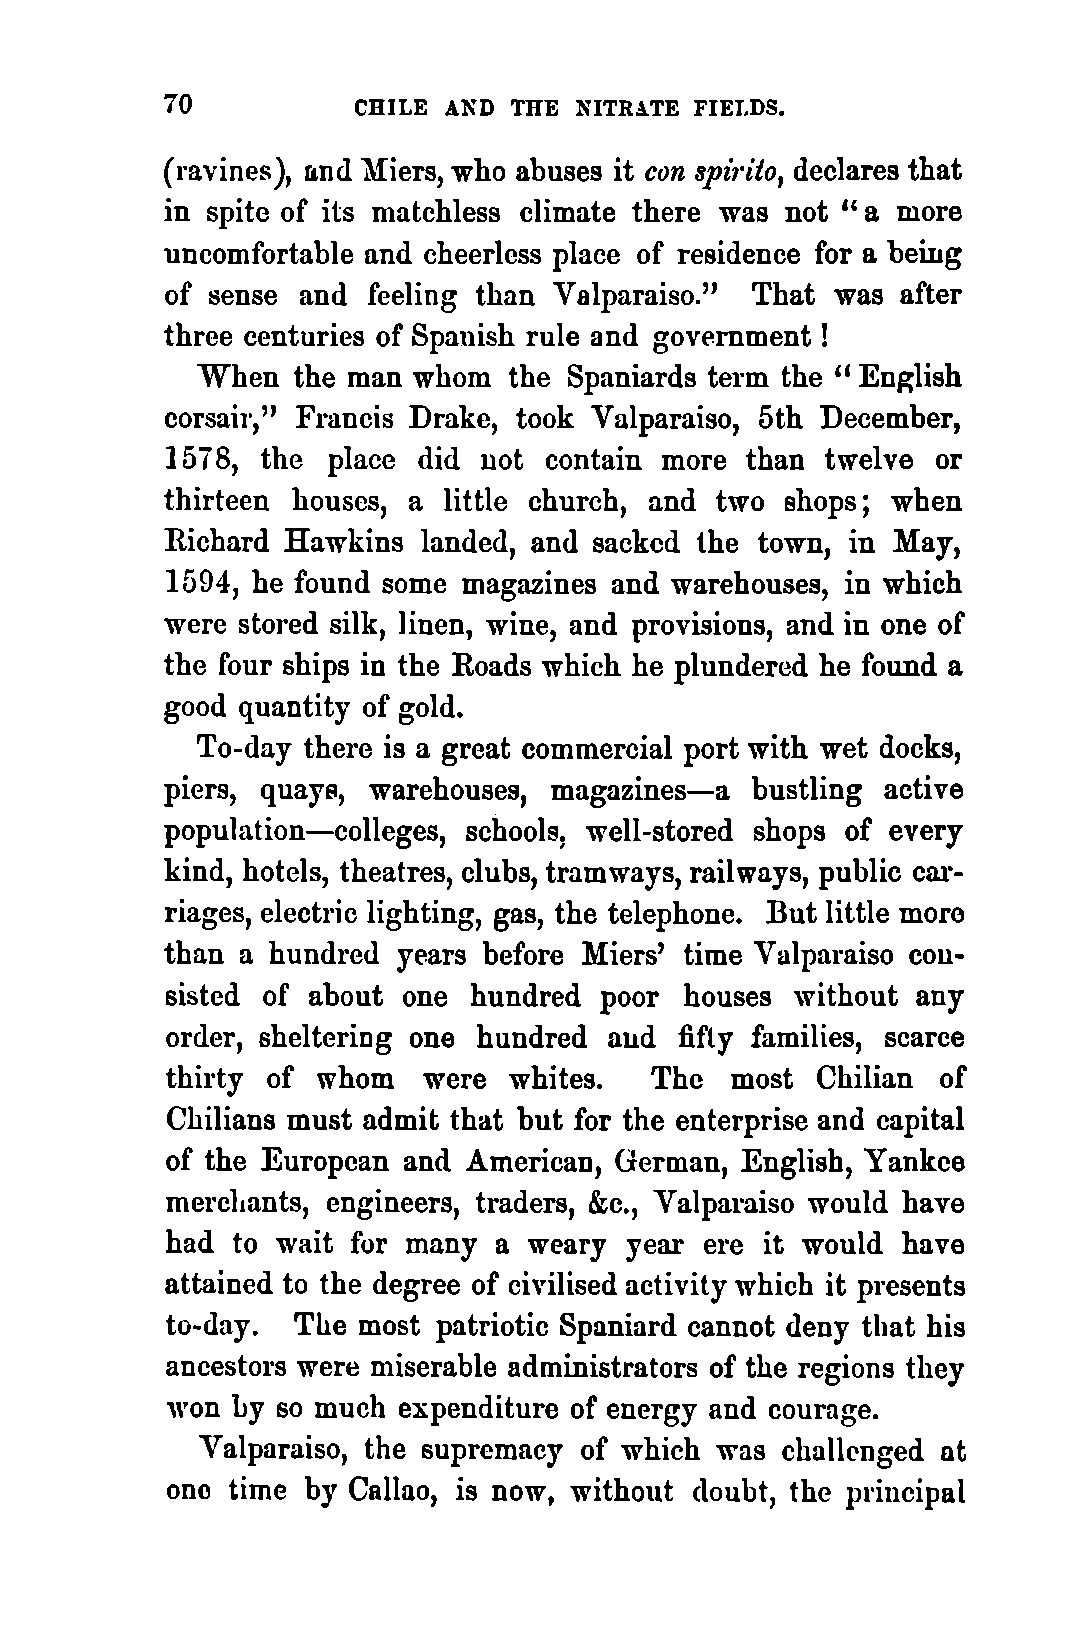 70 CHILE AND THE NITRATE FIELDS.
(ravines), and Miers, who abuses it con spirito, declares that
in spite of its matchless climate there was not “a more
uncomfortable and cheerless place of residence for a being
of sense and feeling than Valparaiso.” That was after
three centuries of Spanish rule and government !
When the man whom the Spaniards term the “English
corsair,” Francis Drake, took Valparaiso, 5th December,
1578, the place did not contain more than twelve or
thirteen houses, a little church, and two shops; when
Richard Hawkins landed, and sacked the town, in May,
1594, he found some magazines and warehouses, in which
were stored silk, linen, wine, and provisions, and in one of
the four ships in the Roads which he plundered he found a
good quantity of gold.
To-day there is a great commercial port with wet docks,
piers, quays, warehouses, magazines—a bustling active
population—colleges, schools, well-stored shops of every
kind, hotels, theatres, clubs, tramways, railways, public car-
riages, electric lighting, gas, the telephone. But little more
than a hundred years before Miers’ time Valparaiso con-
sisted of about one hundred poor houses without any
order, sheltering one hundred and fifty families, scarce
thirty of whom were whites. The most Chilian of
Chilians must admit that but for the enterprise and capital
of the European and American, German, English, Yankee
merchants, engineers, traders, &c., Valparaiso would have
had to wait for many a weary year ere it would have
attained to the degree of civilised activity which it presents
to-day. The most patriotic Spaniard cannot deny that his
ancestors were miserable administrators of the regions they
won by so much expenditure of energy and courage.
Valparaiso, the supremacy of which was challenged at
one time by Callao, is now, without doubt, the principal